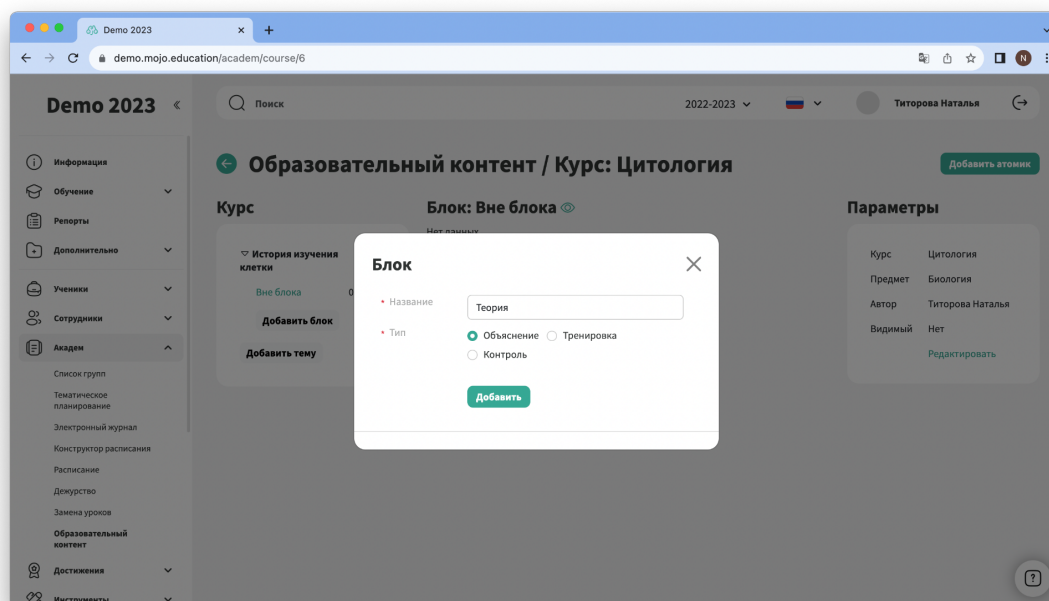 Demo 2023
demo.mojo.education/academ/course/6
N
Demo 2023
Поиск
2022-2023
Титорова Наталья
Информация
Обучение
Репорты
Дополнительно
Ученики
Сотрудники
Академ
Список групп
Тематическое
планирование
Электронный журнал
Конструктор расписания
Расписание
Дежурство
Замена уроков
Образовательный
контент
Достижения
Инструменты
Образовательный контент / Курс: Цитология
Добавить атомик
Курс
История изучения
клетки
Вне блока 0
Добавить блок
Добавить тему
Блок: Вне блока
Нет данных
Блок
Название
Теория
Тип
Объяснение Тренировка
Контроль
Добавить
Параметры
Курс Цитология
Предмет Биология
Автор Титорова Наталья
Видимый Нет
Редактировать
?